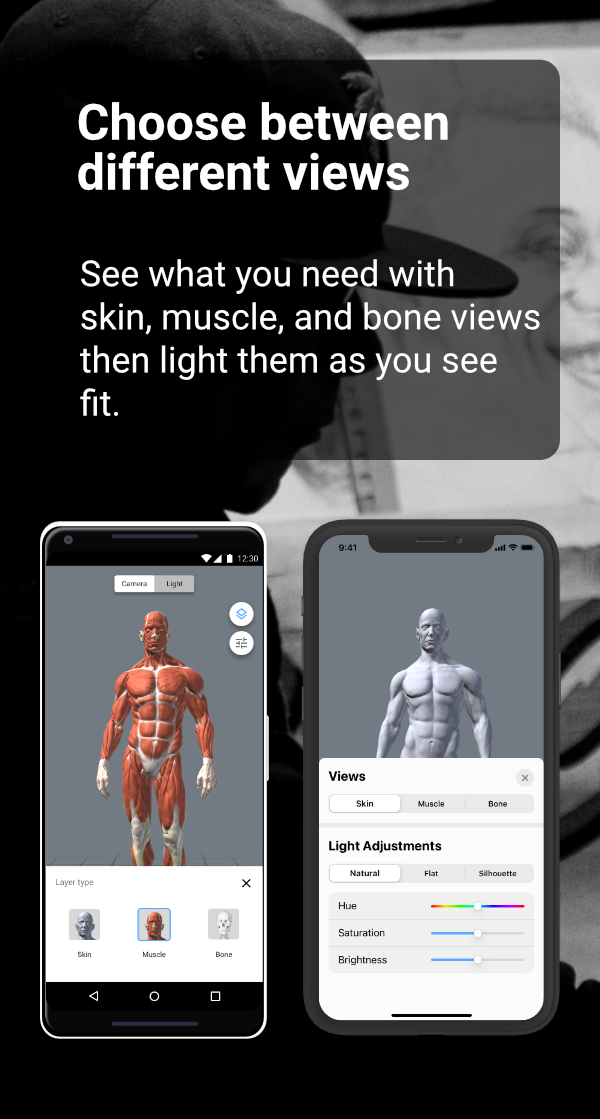 Choose between
different views
See what you need with
skin, muscle, and bone views
then light them as you see
fit.
12:30
Camera Light
Layer type
Skin Muscle Bone
9:41
Views
Skin Muscle Bone
Light Adjustments
Natural Flat Silhouette
Hue
Saturation
Brightness